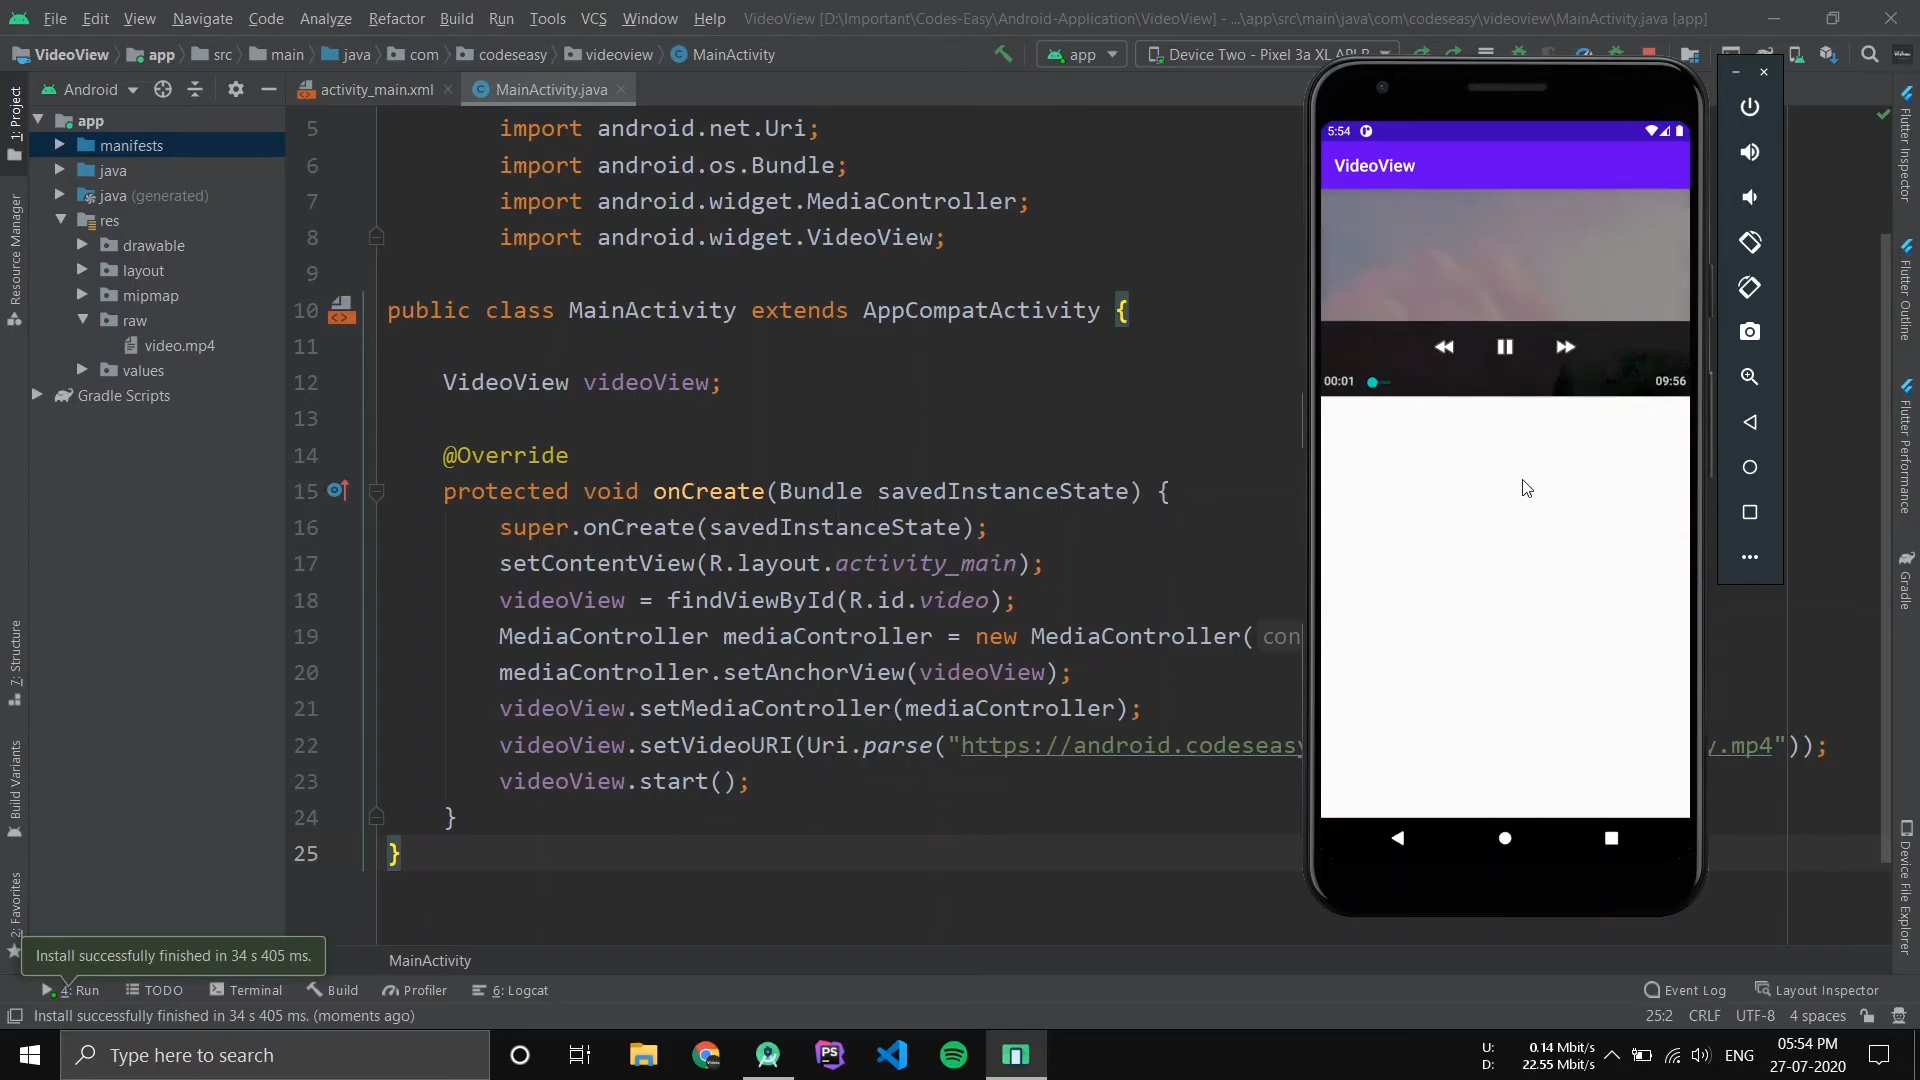 File Edit View Navigate Code Analyze Refactor Build Run Tools VCS Window Help VideoView [D:\Important\Codes-Easy\Android-Application\VideoView] - ...\app\src\main\java\com\codeseasy\videoview\MainActivity.java [app]
VideoView app src main java com codeseasy videoview MainActivity app Device Two - Pixel 3a XL
Android activity_main.xml MainActivity.java
1: Project
Resource Manager
7: Structure
Build Variants
2: Favorites
app
manifests
java
java (generated)
res
drawable
layout
mipmap
raw
video.mp4
values
Gradle Scripts
5 import android.net.Uri;
6 import android.os.Bundle;
7 import android.widget.MediaController;
8 import android.widget.VideoView;
9
10 public class MainActivity extends AppCompatActivity {
11
12 VideoView videoView;
13
14 @Override
15 protected void onCreate(Bundle savedInstanceState) {
16 super.onCreate(savedInstanceState);
17 setContentView(R.layout.activity_main);
18 videoView = findViewById(R.id.video);
19 MediaController mediaController = new MediaController( con
20 mediaController.setAnchorView(videoView);
21 videoView.setMediaController(mediaController);
22 videoView.setVideoURI(Uri.parse("https://android.codeseasy y.mp4"));
23 videoView.start();
24 }
25 }
5:54
VideoView
00:01 09:56
Flutter Inspector
Flutter Outline
Flutter Performance
Gradle
Device File Explorer
Install successfully finished in 34 s 405 ms.
MainActivity
4: Run TODO Terminal Build Profiler 6: Logcat Event Log Layout Inspector
Install successfully finished in 34 s 405 ms. (moments ago) 25:2 CRLF UTF-8 4 spaces
Type here to search
PS
U: 0.14 Mbit/s
D: 22.55 Mbit/s
ENG
05:54 PM
27-07-2020